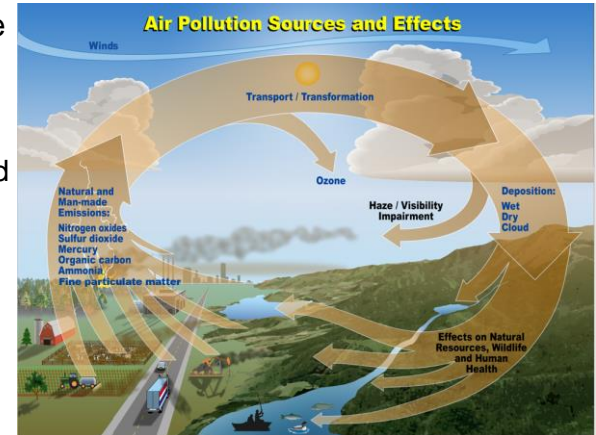 e
d
Air Pollution Sources and Effects
Winds
Transport / Transformation
Ozone
Natural and
Man-made
Emissions:
Nitrogen oxides
Sulfur dioxide
Mercury
Organic carbon
Ammonia
Fine particulate matter
Haze / Visibility
Impairment
Deposition:
Wet
Dry
Cloud
Effects on Natural
Resources, Wildlife
and Human
Health